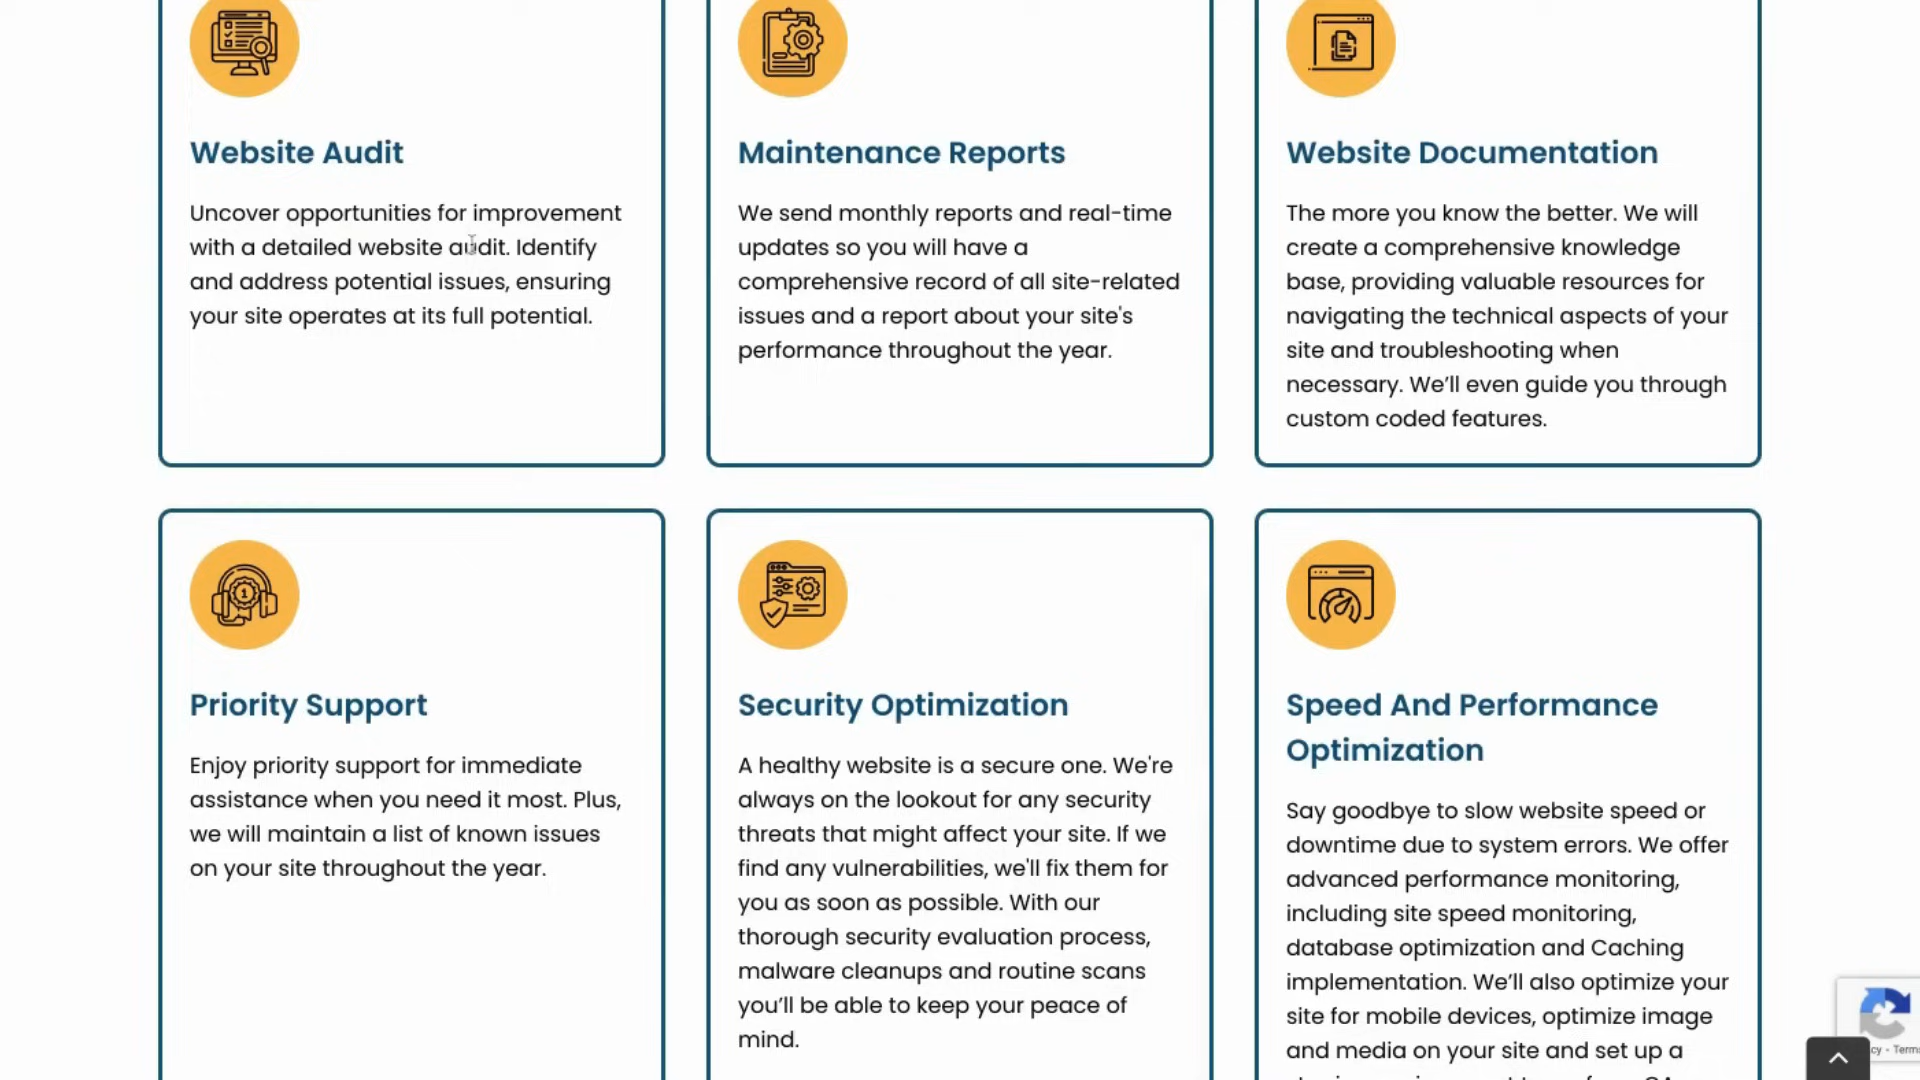 Website Audit
Uncover opportunities for improvement
with a detailed website audit. Identify
and address potential issues, ensuring
your site operates at its full potential.
Maintenance Reports
We send monthly reports and real-time
updates so you will have a
comprehensive record of all site-related
issues and a report about your site's
performance throughout the year.
Website Documentation
The more you know the better. We will
create a comprehensive knowledge
base, providing valuable resources for
navigating the technical aspects of your
site and troubleshooting when
necessary. We’ll even guide you through
custom coded features.
Priority Support
Enjoy priority support for immediate
assistance when you need it most. Plus,
we will maintain a list of known issues
on your site throughout the year.
Security Optimization
A healthy website is a secure one. We're
always on the lookout for any security
threats that might affect your site. If we
find any vulnerabilities, we'll fix them for
you as soon as possible. With our
thorough security evaluation process,
malware cleanups and routine scans
you’ll be able to keep your peace of
mind.
Speed And Performance
Optimization
Say goodbye to slow website speed or
downtime due to system errors. We offer
advanced performance monitoring,
including site speed monitoring,
database optimization and Caching
implementation. We’ll also optimize your
site for mobile devices, optimize image
and media on your site and set up a